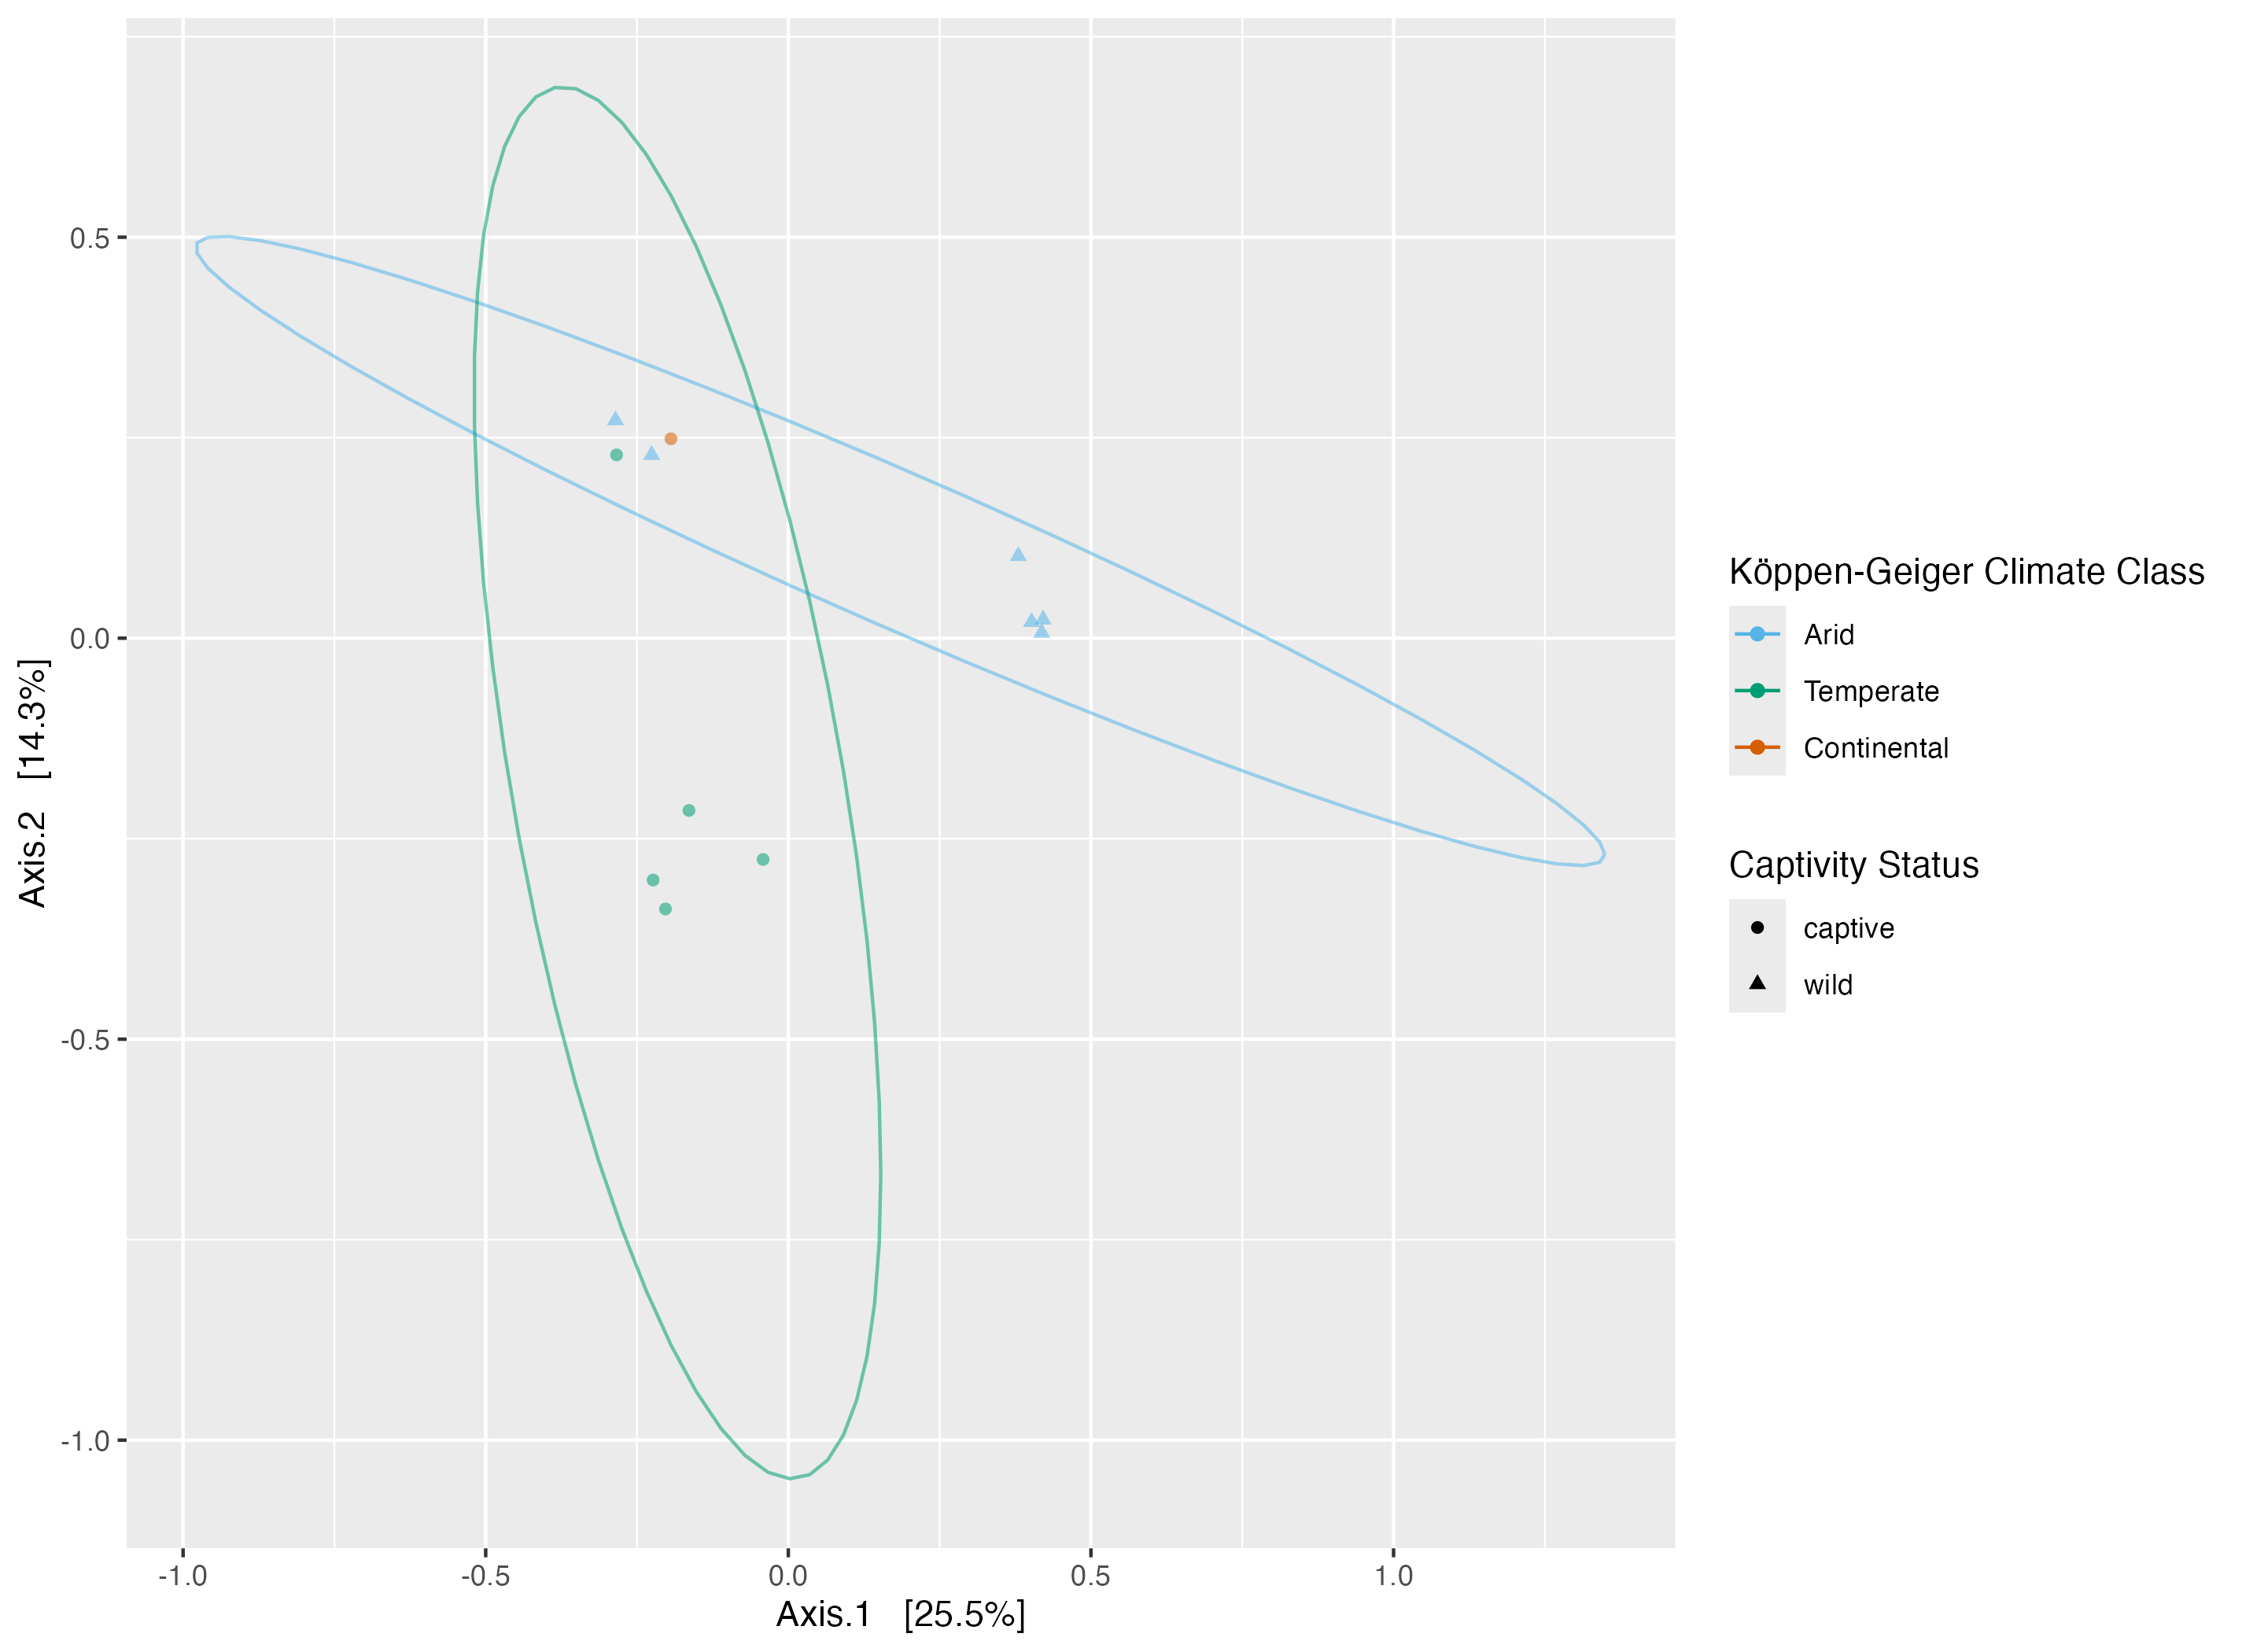 0.5
0.0
-0.5
-1.0
Axis.2 [14.3%]
-1.0 -0.5 0.0 0.5 1.0
Axis.1 [25.5%]
Köppen-Geiger Climate Class
Arid
Temperate
Continental
Captivity Status
captive
wild